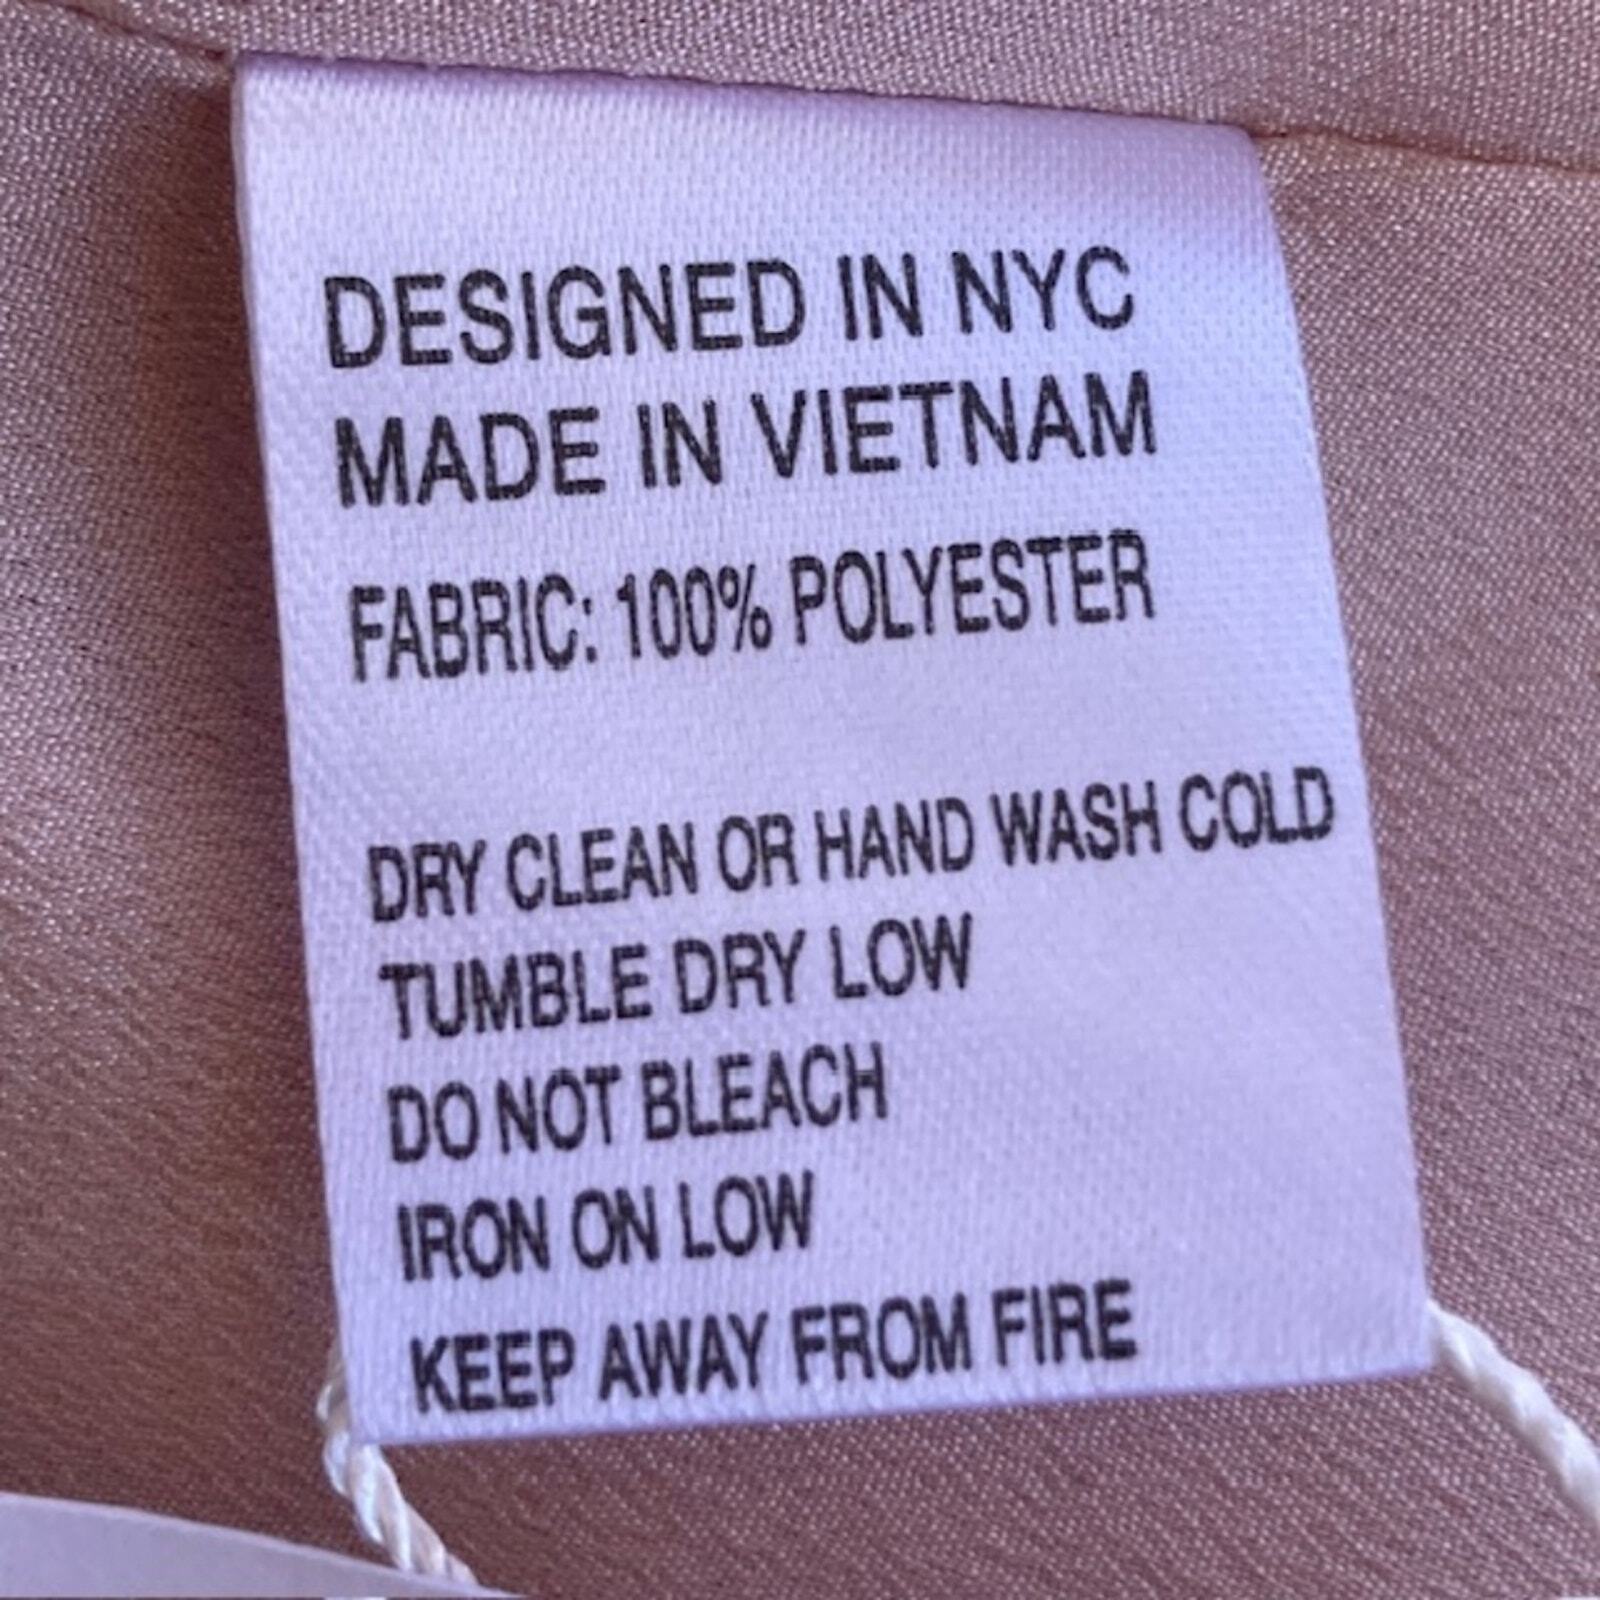 DESIGNED IN NYC
MADE IN VIETNAM
FABRIC: 100% POLYESTER
DRY CLEAN OR HAND WASH COLD
TUMBLE DRY LOW
DO NOT BLEACH
IRON ON LOW
KEEP AWAY FROM FIRE